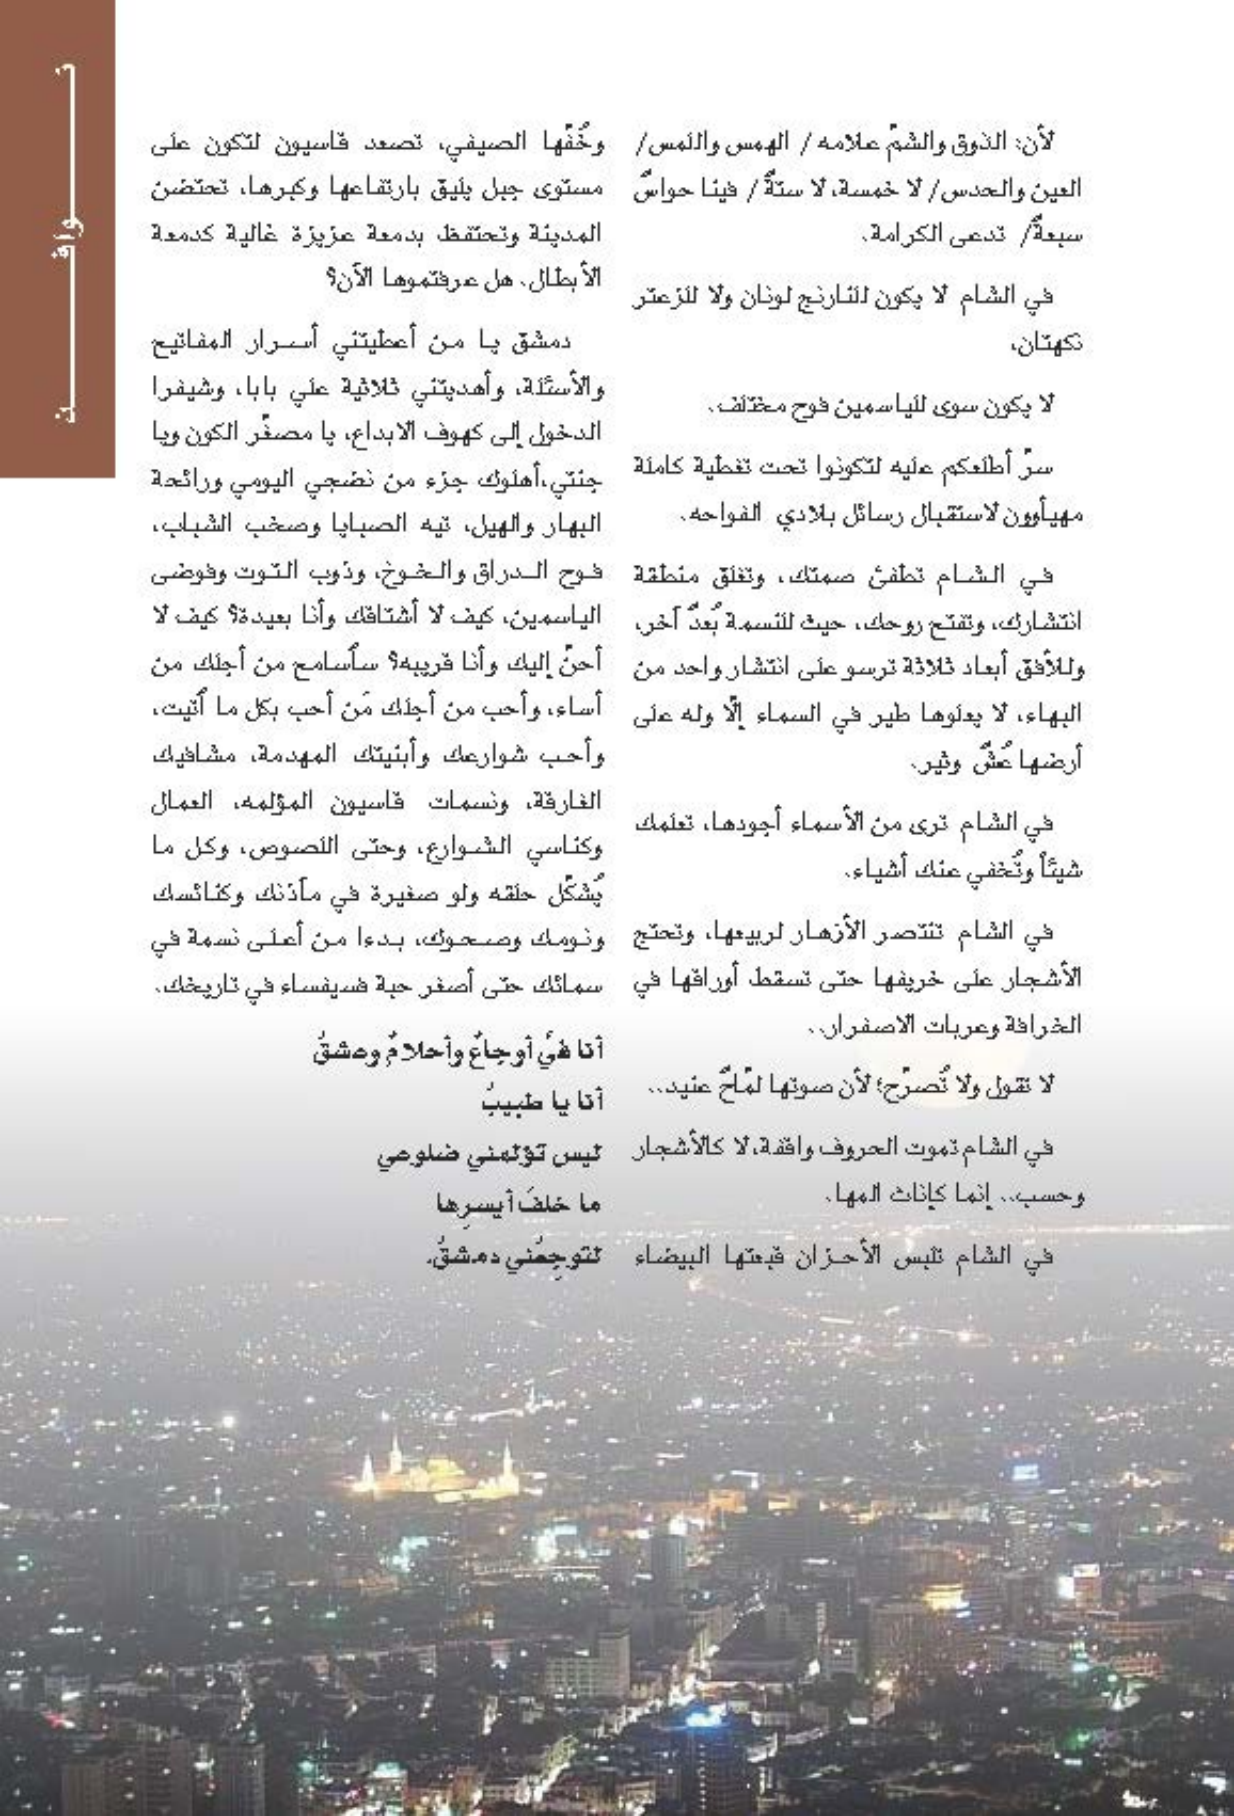 لأن: الذوق والشمّ علامه / الهمس واللمس/
العين والحدس/ لا خمسة، لا ستةٌ / فينا حواسٌ
سبعةٌ/ تدعى الكرامة.
في الشام لا يكون للنارنج لونان ولا للزعتر
نكهتان،
لا يكون سوى للياسمين فوح مختلف.
سرّ أطلعكم عليه لتكونوا تحت تغطية كاملة
مهيأوون لاستقبال رسائل بلادي الفواحه.
في الشام تطفئ صمتك، وتغلق منطقة
انتشارك، وتفتح روحك، حيث للنسمة بُعدٌ آخر،
وللأفق أبعاد ثلاثة ترسو على انتشار واحد من
البهاء، لا يعلوها طير في السماء إلّا وله على
أرضها عُشٌ وثير.
في الشام ترى من الأسماء أجودها، تعلمك
شيئاً وتُخفي عنك أشياء.
في الشام تنتصر الأزهار لربيعها، وتحتج
الأشجار على خريفها حتى تسقط أوراقها في
الخرافة وعربات الاصفرار..
لا تقول ولا تُصرّح؛ لأن صوتها لمّاحٌ عنيد..
في الشام تموت الحروف واقفة، لا كالأشجار
وحسب.. إنما كإناث المها.
في الشام تلبس الأحزان قبعتها البيضاء
وخُفّها الصيفي، تصعد قاسيون لتكون على
مستوى جبل يليق بارتفاعها وكبرها، تحتضن
المدينة وتحتفظ بدمعة عزيزة غالية كدمعة
الأبطال. هل عرفتموها الآن؟
دمشق يا من أعطيتني أسرار المفاتيح
والأسئلة، وأهديتني ثلاثية علي بابا، وشيفرا
الدخول إلى كهوف الابداع، يا مصغّر الكون ويا
جنتي،أهلوك جزء من نضجي اليومي ورائحة
البهار والهيل، تيه الصبايا وصخب الشباب،
فوح الدراق والخوخ، وذوب التوت وفوضى
الياسمين، كيف لا أشتاقك وأنا بعيدة؟ كيف لا
أحنّ إليك وأنا قريبه؟ سأسامح من أجلك من
أساء، وأحب من أجلك مَن أحب بكل ما أتيت،
وأحب شوارعك وأبنيتك المهدمة، مشافيك
الغارقة، ونسمات قاسيون المؤلمه، العمال
وكناسي الشوارع، وحتى اللصوص، وكل ما
يُشكّل حلقه ولو صغيرة في مآذنك وكنائسك
ونومك وصحوك، بدءا من أعلى نسمة في
سمائك حتى أصغر حبة فسيفساء في تاريخك.
أنا فيَّ أوجاعٌ وأحلامٌ وعشقُ
أنا يا طبيبُ
ليس تؤلمني ضلوعي
ما خلفَ أيسرِها
لتوجِعُني دمشقُ.
نـــوافـــن